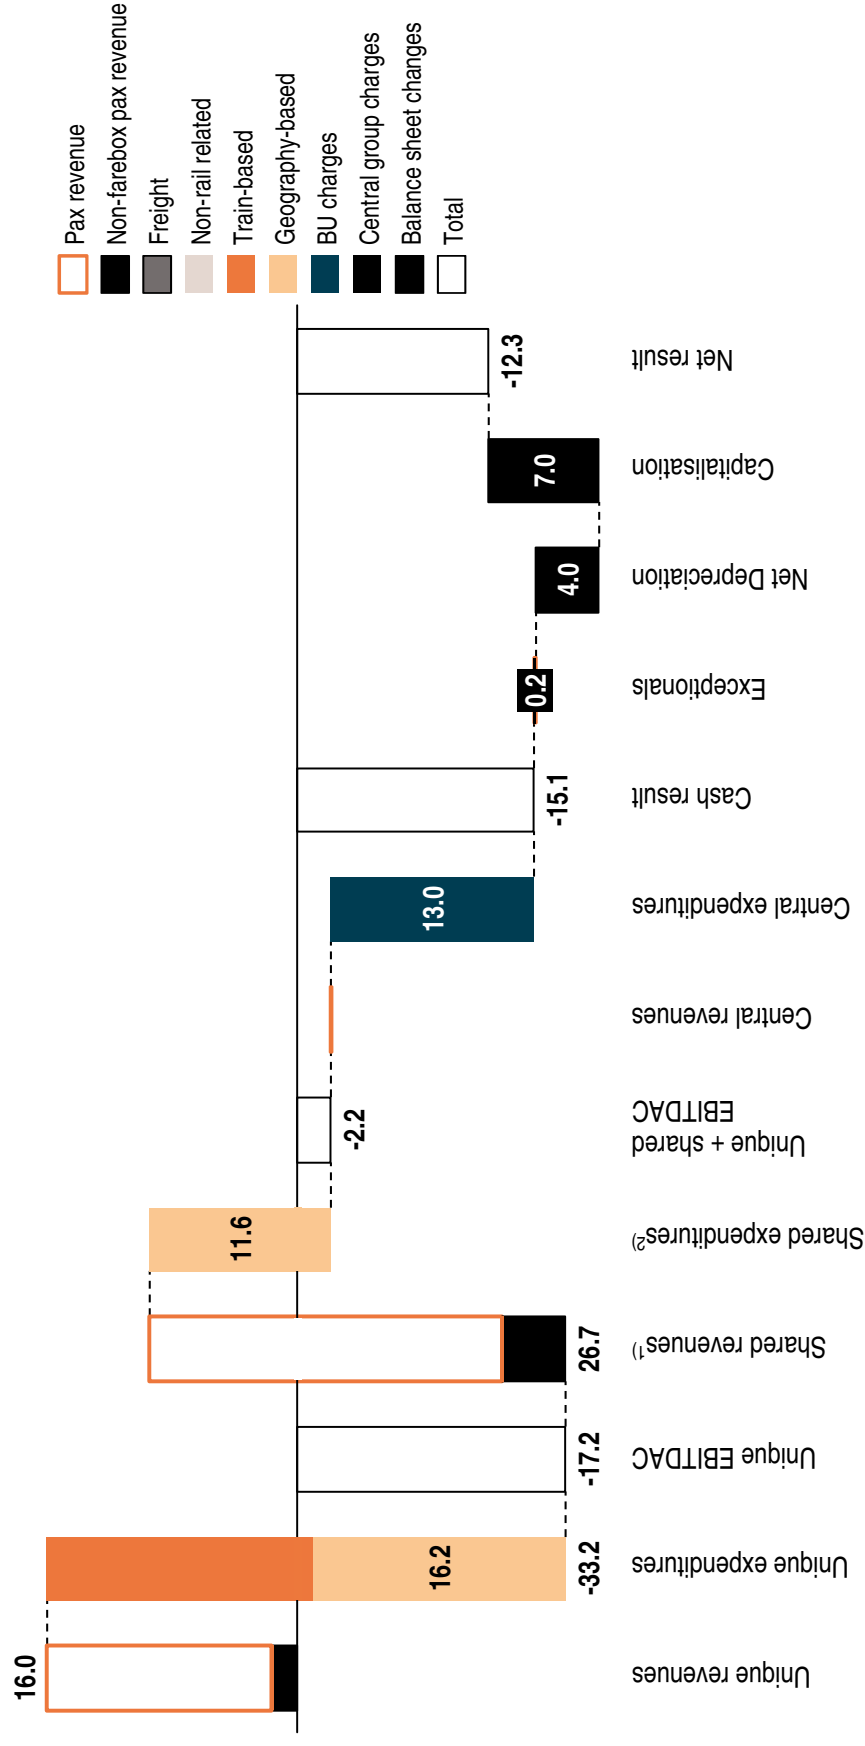 Pax revenue
Non-farebox pax revenue
Freight
Non-rail related
Train-based
Geography-based
BU charges
Central group charges
Balance sheet changes
Total
16.0
16.2
-33.2
-17.2
26.7
11.6
-2.2
13.0
-15.1
0.2
4.0
7.0
-12.3
Unique revenues
Unique expenditures
Unique EBITDAC
Shared revenues1)
Shared expenditures2)
Unique + shared
EBITDAC
Central revenues
Central expenditures
Cash result
Exceptionals
Net Depreciation
Capitalisation
Net result